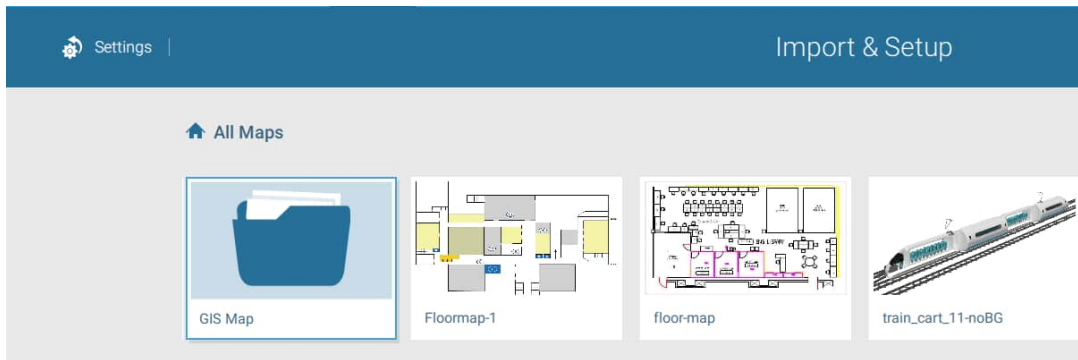 Settings
Import & Setup
All Maps
GIS Map
Floormap-1
floor-map
train_cart_11-noBG